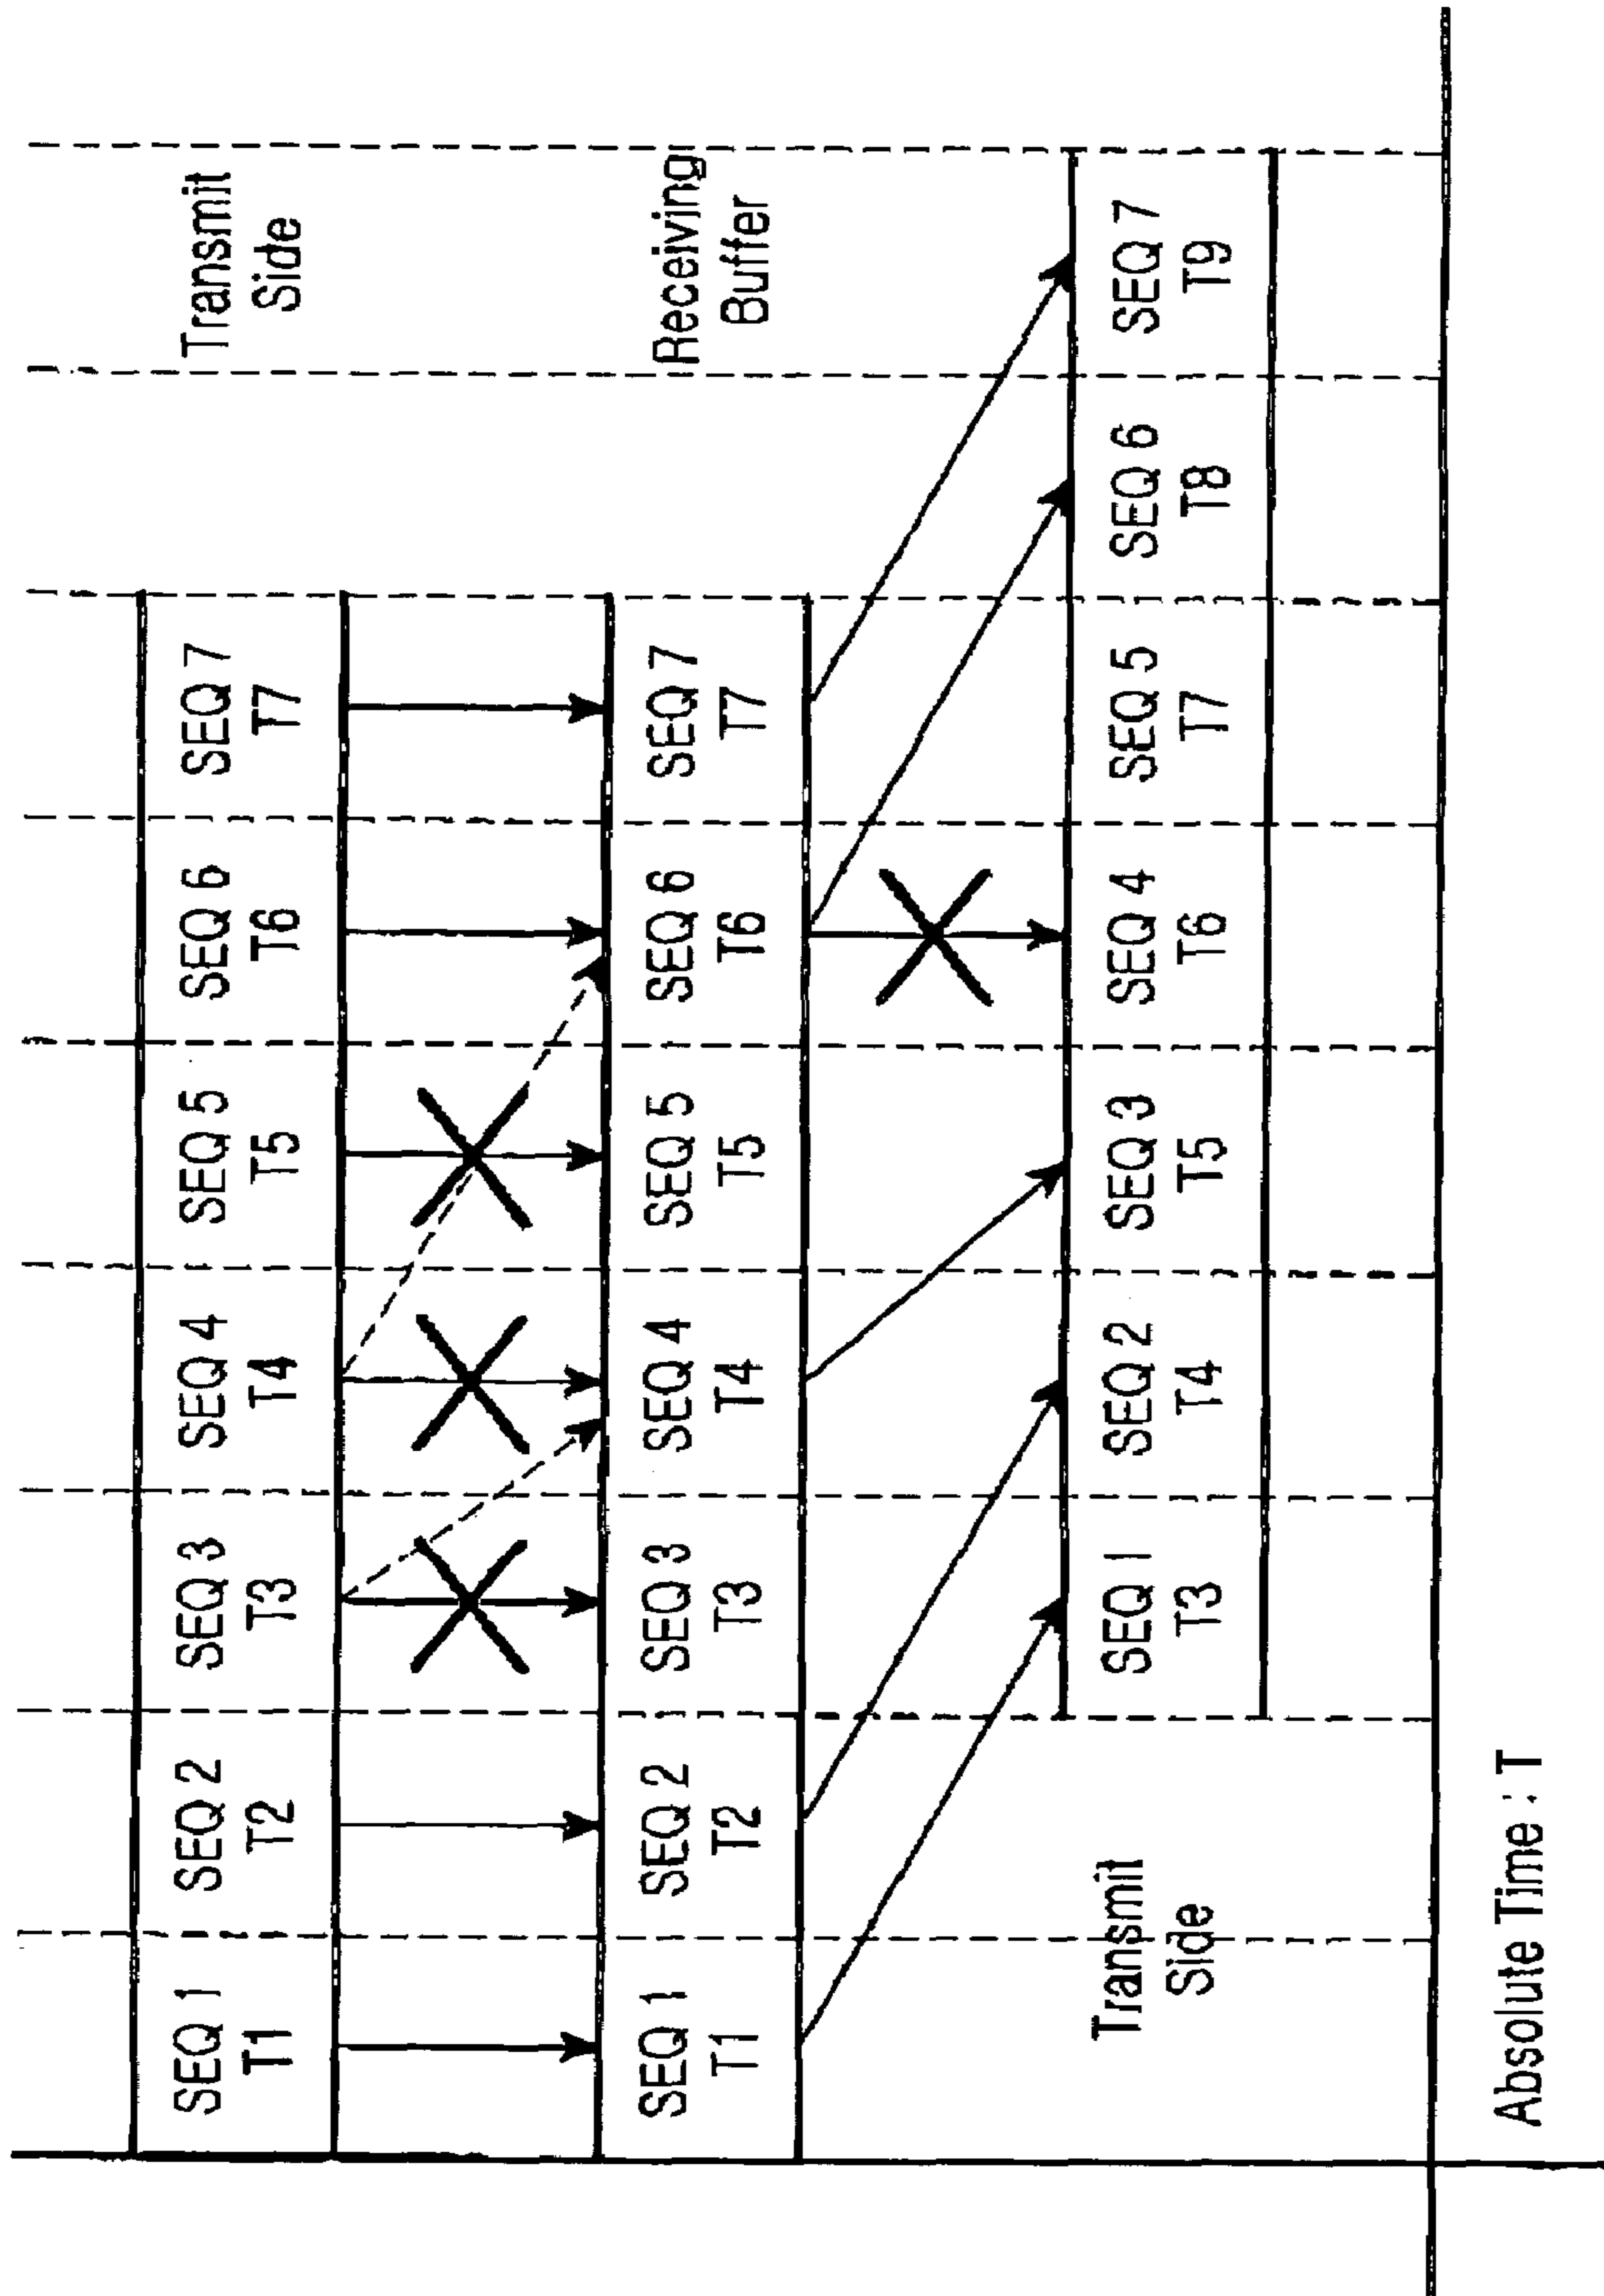 SEQ 1 SEQ 2 SEQ 3 SEQ 4 SEQ 5 SEQ 6 SEQ 7 Transmit
T1 T2 T3 T4 T5 T6 T7 Side
SEQ 1 SEQ 2 SEQ 3 SEQ 4 SEQ 5 SEQ 6 SEQ 7 Receiving
T1 T2 T3 T4 T5 T6 T7 Buffer
Transmit SEQ 1 SEQ 2 SEQ 3 SEQ 4 SEQ 5 SEQ 6 SEQ 7
Side T3 T4 T5 T6 T7 T8 T9
Absolute Time : T